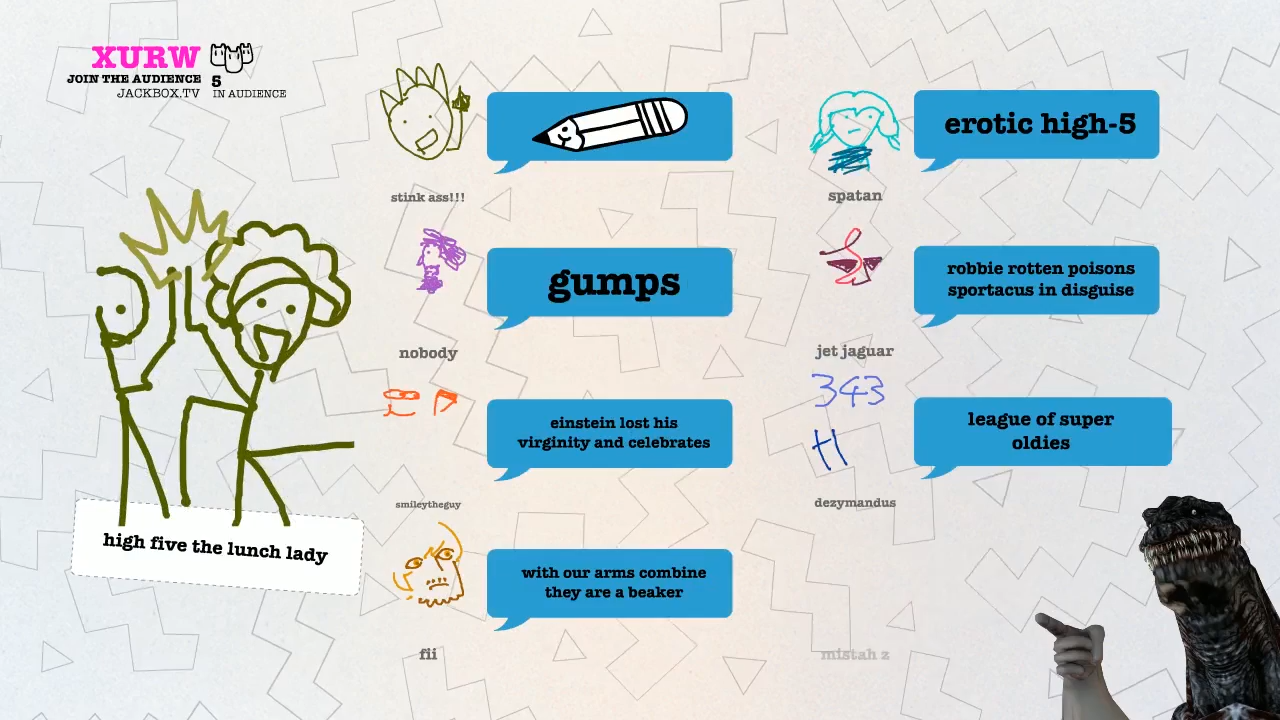 XURW
JOIN THE AUDIENCE
JACKBOX.TV
5
IN AUDIENCE
high five the lunch lady
stink ass!!!
gumps
nobody
einstein lost his
virginity and celebrates
smileytheguy
with our arms combine
they are a beaker
fii
erotic high-5
spatan
robbie rotten poisons
sportacus in disguise
jet jaguar
343
H
league of super
oldies
dezymandus
mistah z